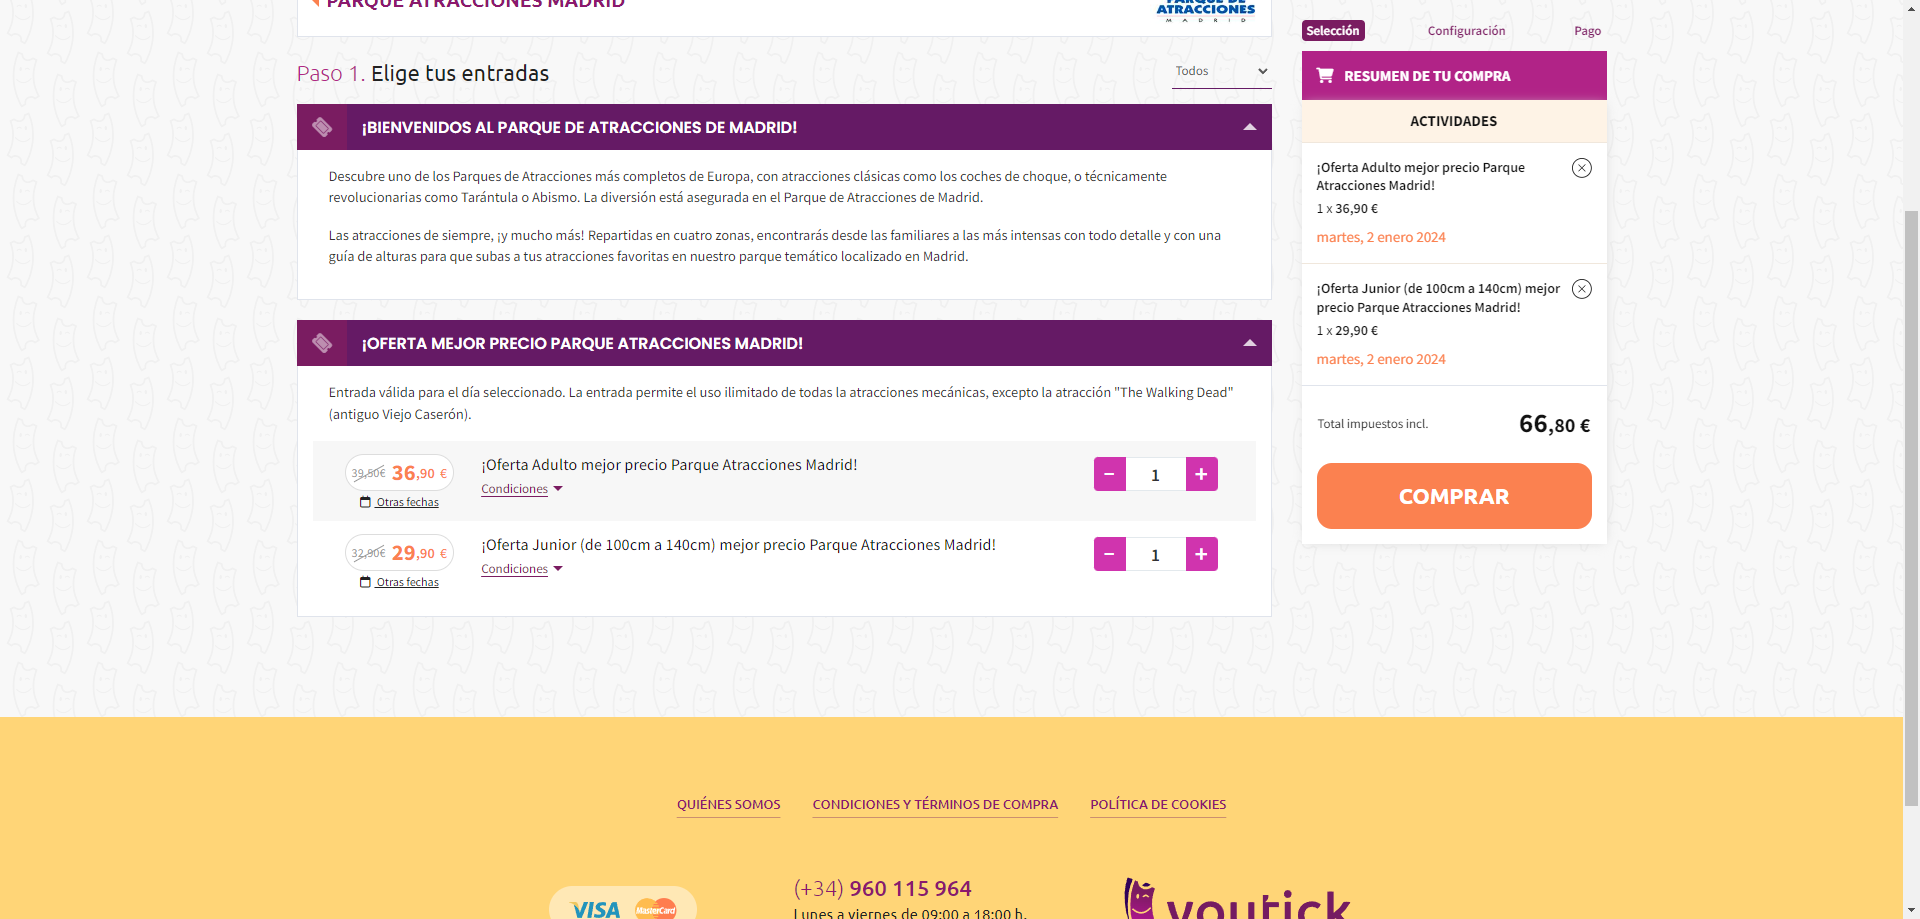 PARQUE ATRACCIONES MADRID
PARQUE DE
ATRACCIONES
MADRID
Paso 1. Elige tus entradas
Todos
¡BIENVENIDOS AL PARQUE DE ATRACCIONES DE MADRID!
Descubre uno de los Parques de Atracciones más completos de Europa, con atracciones clásicas como los coches de choque, o técnicamente
revolucionarias como Tarántula o Abismo. La diversión está asegurada en el Parque de Atracciones de Madrid.
Las atracciones de siempre, ¡y mucho más! Repartidas en cuatro zonas, encontrarás desde las familiares a las más intensas con todo detalle y con una
guía de alturas para que subas a tus atracciones favoritas en nuestro parque temático localizado en Madrid.
¡OFERTA MEJOR PRECIO PARQUE ATRACCIONES MADRID!
Entrada válida para el día seleccionado. La entrada permite el uso ilimitado de todas la atracciones mecánicas, excepto la atracción "The Walking Dead"
(antiguo Viejo Caserón).
39,50€ 36,90 €
¡Oferta Adulto mejor precio Parque Atracciones Madrid!
Condiciones
Otras fechas
− 1 +
32,90€ 29,90 €
¡Oferta Junior (de 100cm a 140cm) mejor precio Parque Atracciones Madrid!
Condiciones
Otras fechas
− 1 +
Selección Configuración Pago
RESUMEN DE TU COMPRA
ACTIVIDADES
¡Oferta Adulto mejor precio Parque
Atracciones Madrid!
1 x 36,90 €
martes, 2 enero 2024
¡Oferta Junior (de 100cm a 140cm) mejor
precio Parque Atracciones Madrid!
1 x 29,90 €
martes, 2 enero 2024
Total impuestos incl. 66,80 €
COMPRAR
QUIÉNES SOMOS CONDICIONES Y TÉRMINOS DE COMPRA POLÍTICA DE COOKIES
VISA MasterCard
(+34) 960 115 964
Lunes a viernes de 09:00 a 18:00 h.
youtick